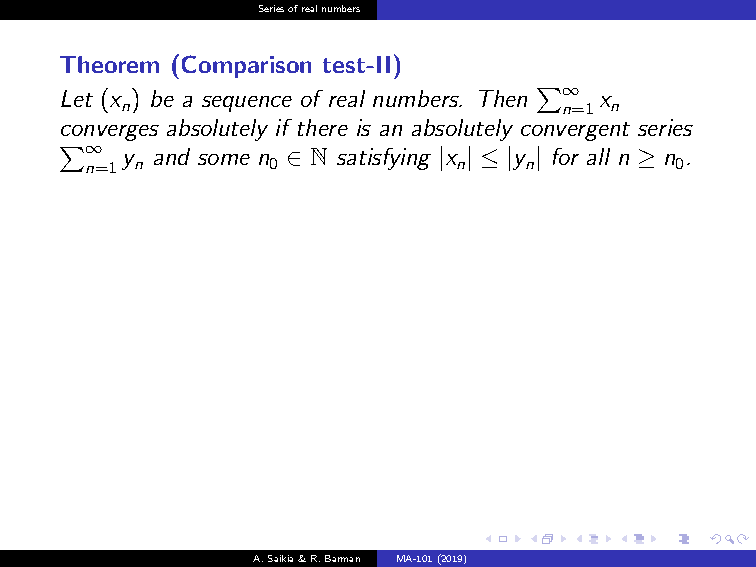 Series of real numbers
Theorem (Comparison test-II)
Let (xₙ) be a sequence of real numbers. Then ∑_{n=1}^{∞} xₙ
converges absolutely if there is an absolutely convergent series
∑_{n=1}^{∞} yₙ and some n₀ ∈ ℕ satisfying |xₙ| ≤ |yₙ| for all n ≥ n₀.
A. Saikia & R. Barman MA-101 (2019)